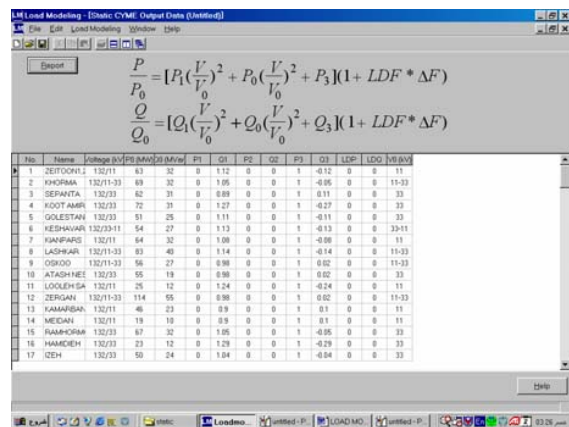 Load Modeling - [Static CYME Output Data (Untitled)]
File Edit Load Modeling Window Help
Report
P/P0 = [P1(V/V0)^2 + P0(V/V0)^2 + P3](1 + LDF * ΔF)
Q/Q0 = [Q1(V/V0)^2 + Q0(V/V0)^2 + Q3](1 + LDF * ΔF)
No. Name Voltage (kV) P0 (MW) Q0 (MVar) P1 Q1 P2 Q2 P3 Q3 LDP LDQ V0 (kV)
1 ZEITOON1,2 132/11 63 32 0 1.12 0 0 1 -0.12 0 0 11
2 KHORMA 132/11-33 69 32 0 1.05 0 0 1 -0.05 0 0 11-33
3 SEPANTA 132/33 62 31 0 0.89 0 0 1 0.11 0 0 33
4 KOOT AMIR 132/33 72 31 0 1.27 0 0 1 -0.27 0 0 33
5 GOLESTAN 132/33 51 25 0 1.11 0 0 1 -0.11 0 0 33
6 KESHAVAR 132/33-11 54 27 0 1.13 0 0 1 -0.13 0 0 33-11
7 KIANPARS 132/11 64 32 0 1.08 0 0 1 -0.08 0 0 11
8 LASHKAR 132/11-33 83 40 0 1.14 0 0 1 -0.14 0 0 11-33
9 OSKOO 132/11-33 56 27 0 0.98 0 0 1 0.02 0 0 11-33
10 ATASH NES 132/33 55 19 0 0.98 0 0 1 0.02 0 0 33
11 LOOLEH SA 132/11 25 12 0 1.24 0 0 1 -0.24 0 0 11
12 ZERGAN 132/11-33 114 55 0 0.98 0 0 1 0.02 0 0 11-33
13 KAMARBAN 132/11 46 23 0 0.9 0 0 1 0.1 0 0 11
14 MEIDAN 132/11 19 10 0 0.9 0 0 1 0.1 0 0 11
15 RAMHORM 132/33 67 32 0 1.05 0 0 1 -0.05 0 0 33
16 HAMIDIEH 132/33 23 12 0 1.29 0 0 1 -0.29 0 0 33
17 IZEH 132/33 50 24 0 1.04 0 0 1 -0.04 0 0 33
Help
static Loadmo... untitled - P... LOAD MO... untitled - P... 03:26